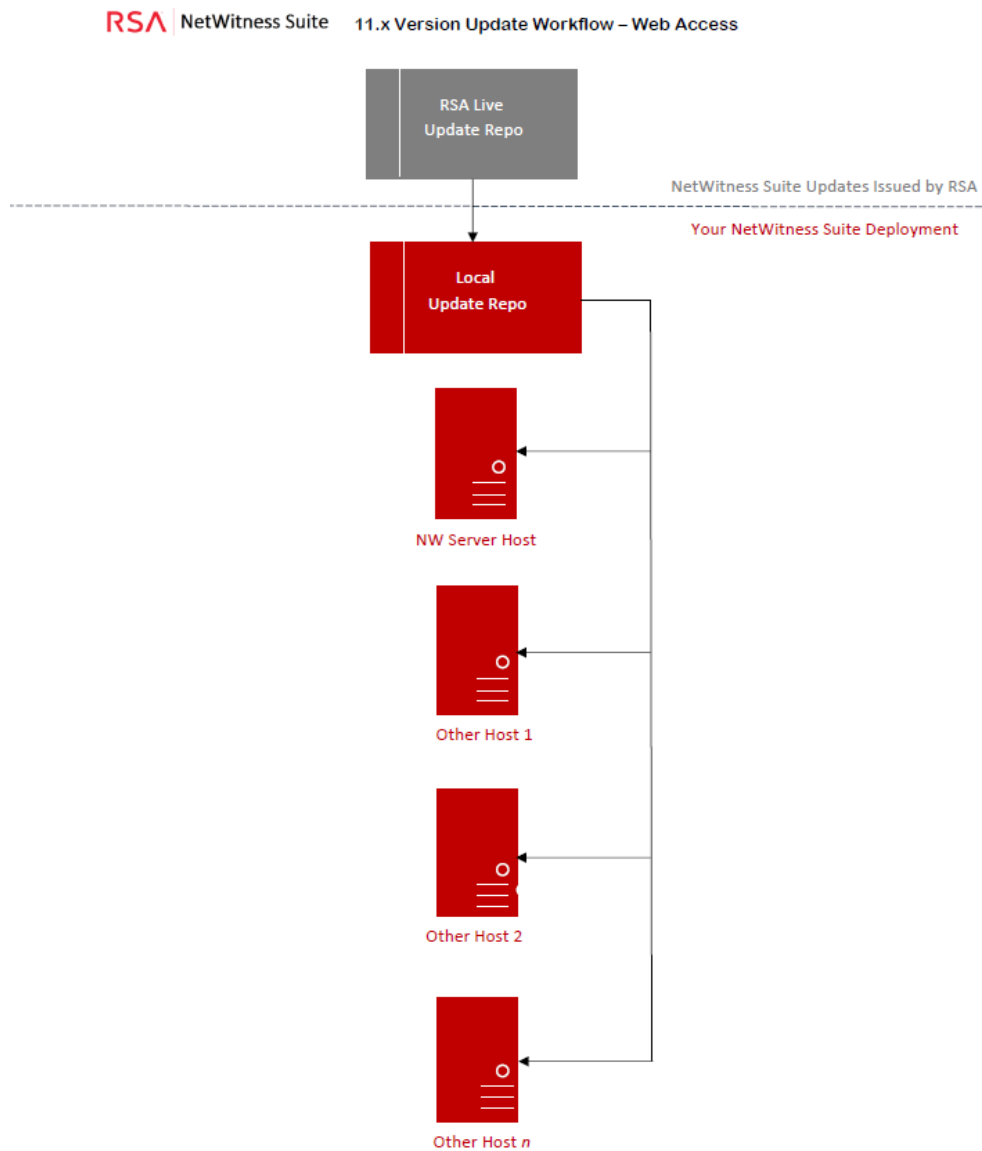 RSA NetWitness Suite 11.x Version Update Workflow – Web Access
RSA Live
Update Repo
NetWitness Suite Updates Issued by RSA
Your NetWitness Suite Deployment
Local
Update Repo
NW Server Host
Other Host 1
Other Host 2
Other Host n